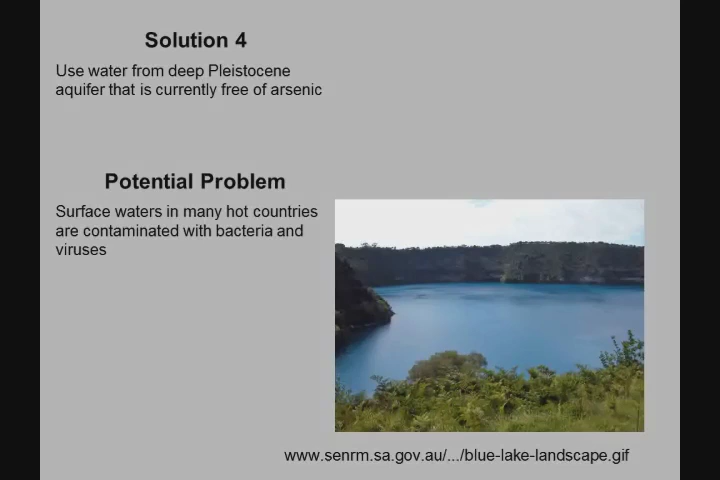 Solution 4
Use water from deep Pleistocene
aquifer that is currently free of arsenic
Potential Problem
Surface waters in many hot countries
are contaminated with bacteria and
viruses
www.senrm.sa.gov.au/.../blue-lake-landscape.gif